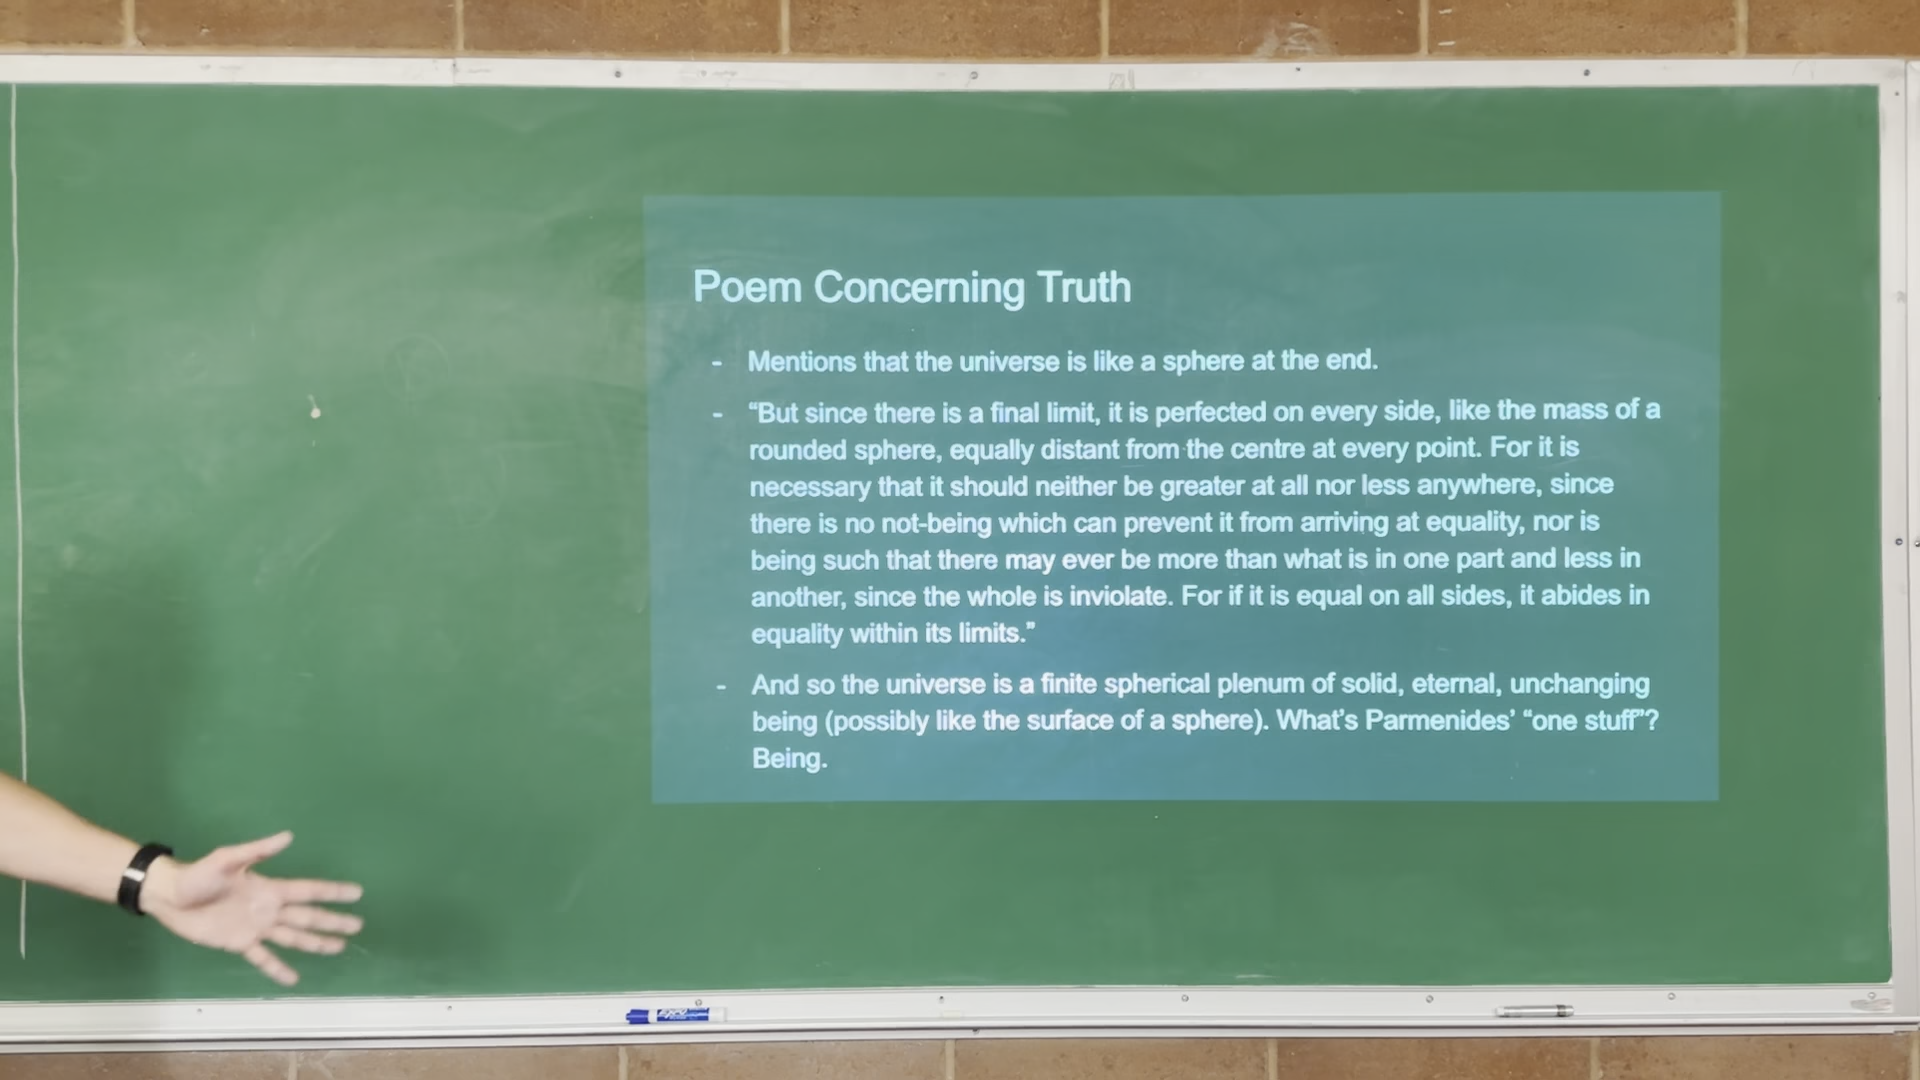 Poem Concerning Truth
- Mentions that the universe is like a sphere at the end.
- “But since there is a final limit, it is perfected on every side, like the mass of a
rounded sphere, equally distant from the centre at every point. For it is
necessary that it should neither be greater at all nor less anywhere, since
there is no not-being which can prevent it from arriving at equality, nor is
being such that there may ever be more than what is in one part and less in
another, since the whole is inviolate. For if it is equal on all sides, it abides in
equality within its limits.”
- And so the universe is a finite spherical plenum of solid, eternal, unchanging
being (possibly like the surface of a sphere). What’s Parmenides’ “one stuff”?
Being.